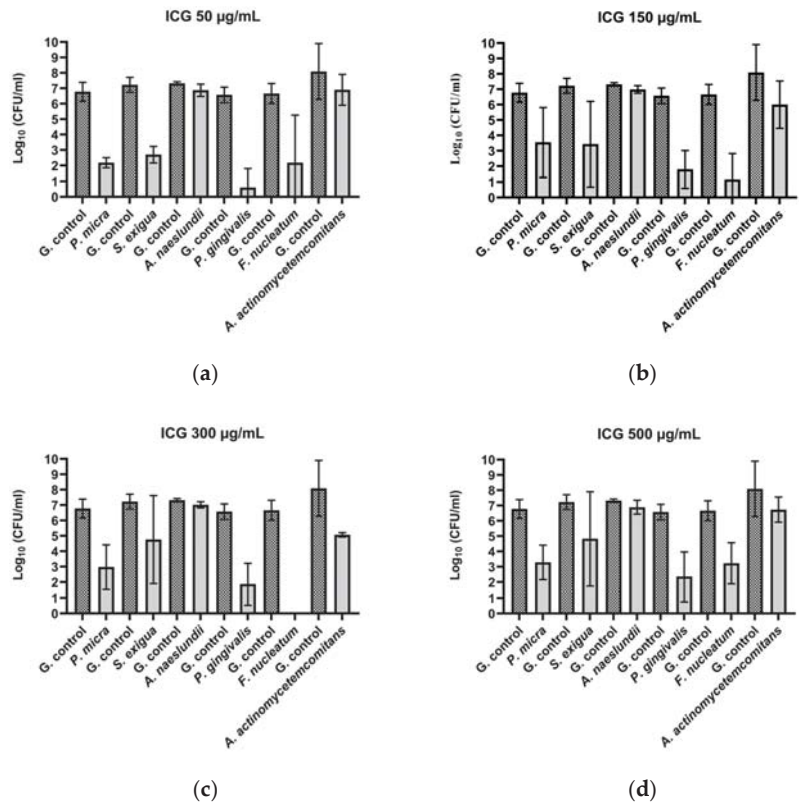 ICG 50 µg/mL
Log10 (CFU/ml)
10
9
8
7
6
5
4
3
2
1
0
G. control
P. micra
G. control
S. exigua
G. control
A. naeslundii
G. control
P. gingivalis
G. control
F. nucleatum
G. control
A. actinomycetemcomitans
(a)
ICG 150 µg/mL
Log10 (CFU/ml)
10
9
8
7
6
5
4
3
2
1
0
G. control
P. micra
G. control
S. exigua
G. control
A. naeslundii
G. control
P. gingivalis
G. control
F. nucleatum
G. control
A. actinomycetemcomitans
(b)
ICG 300 µg/mL
Log10 (CFU/ml)
10
9
8
7
6
5
4
3
2
1
0
G. control
P. micra
G. control
S. exigua
G. control
A. naeslundii
G. control
P. gingivalis
G. control
F. nucleatum
G. control
A. actinomycetemcomitans
(c)
ICG 500 µg/mL
Log10 (CFU/ml)
10
9
8
7
6
5
4
3
2
1
0
G. control
P. micra
G. control
S. exigua
G. control
A. naeslundii
G. control
P. gingivalis
G. control
F. nucleatum
G. control
A. actinomycetemcomitans
(d)